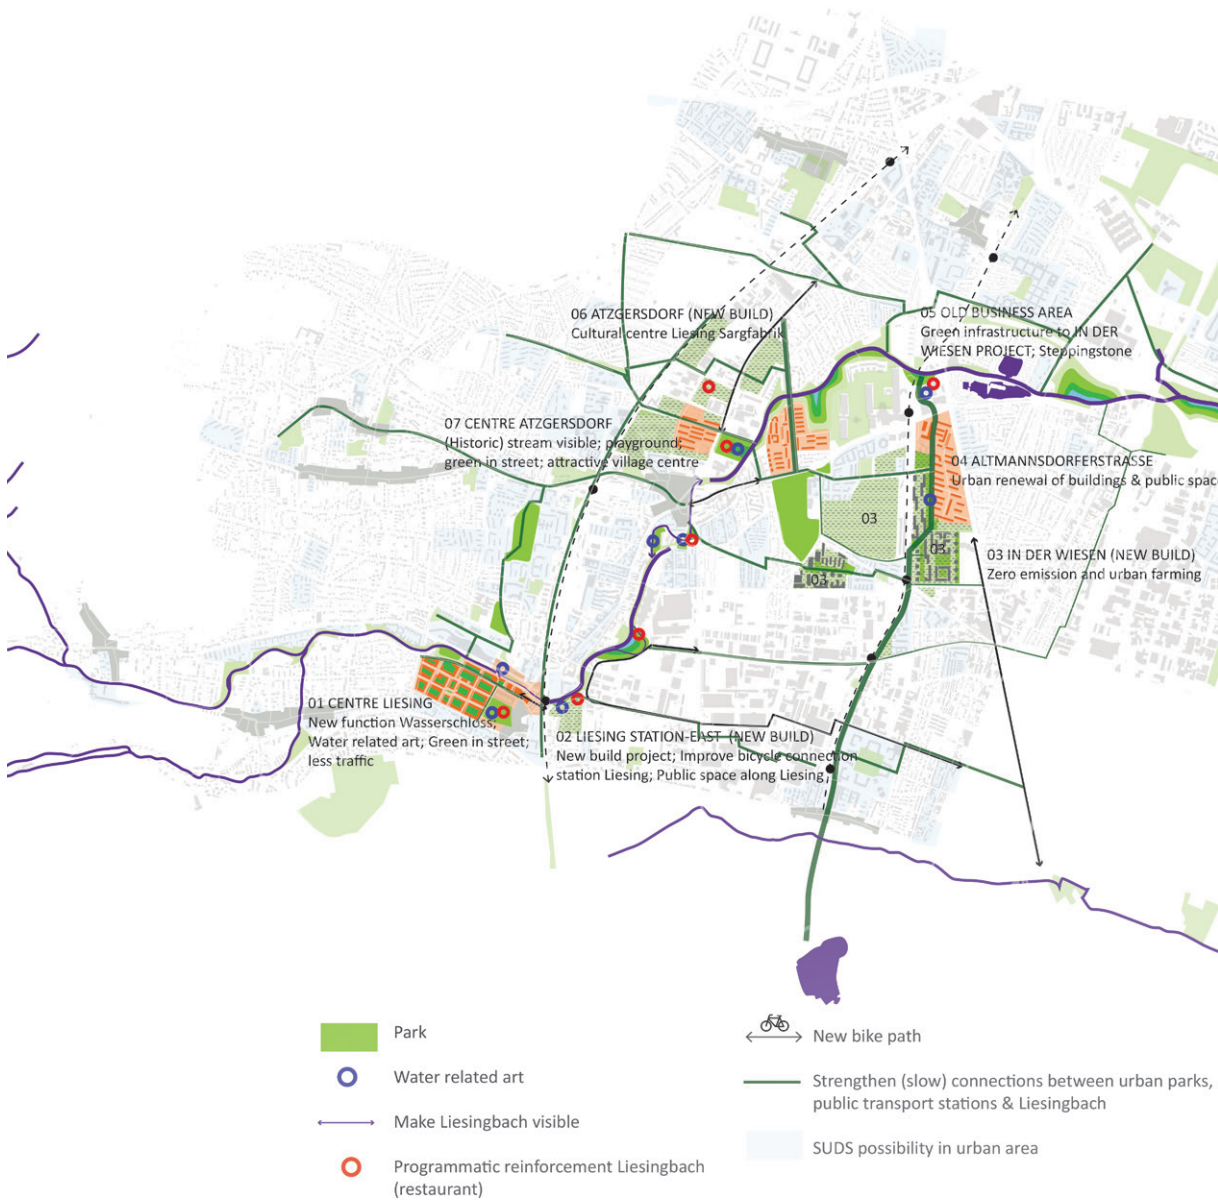 06 ATZGERSDORF (NEW BUILD)
Cultural centre Liesing Sargfabrik
05 OLD BUSINESS AREA
Green infrastructure to IN DER
WIESEN PROJECT; Steppingstone
07 CENTRE ATZGERSDORF
(Historic) stream visible; playground;
green in street; attractive village centre
04 ALTMANNSDORFERSTRASSE
Urban renewal of buildings & public space
03
03
03
03 IN DER WIESEN (NEW BUILD)
Zero emission and urban farming
01 CENTRE LIESING
New function Wasserschloss;
Water related art; Green in street;
less traffic
02 LIESING STATION-EAST (NEW BUILD)
New build project; Improve bicycle connection
station Liesing; Public space along Liesing
Park
Water related art
Make Liesingbach visible
Programmatic reinforcement Liesingbach
(restaurant)
New bike path
Strengthen (slow) connections between urban parks,
public transport stations & Liesingbach
SUDS possibility in urban area